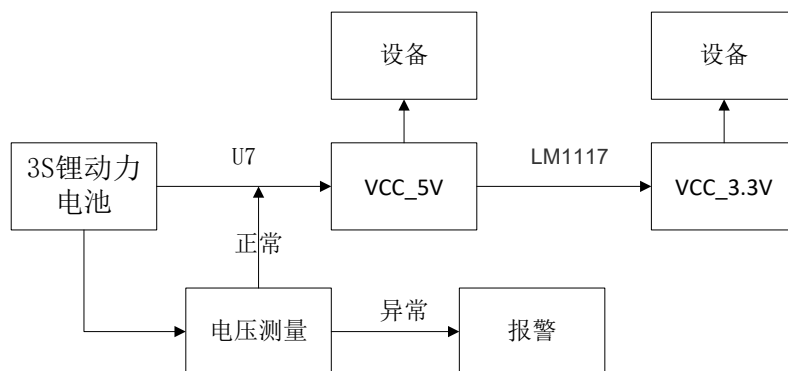 设备
设备
3S锂动力
电池
U7
VCC_5V
LM1117
VCC_3.3V
正常
电压测量
异常
报警